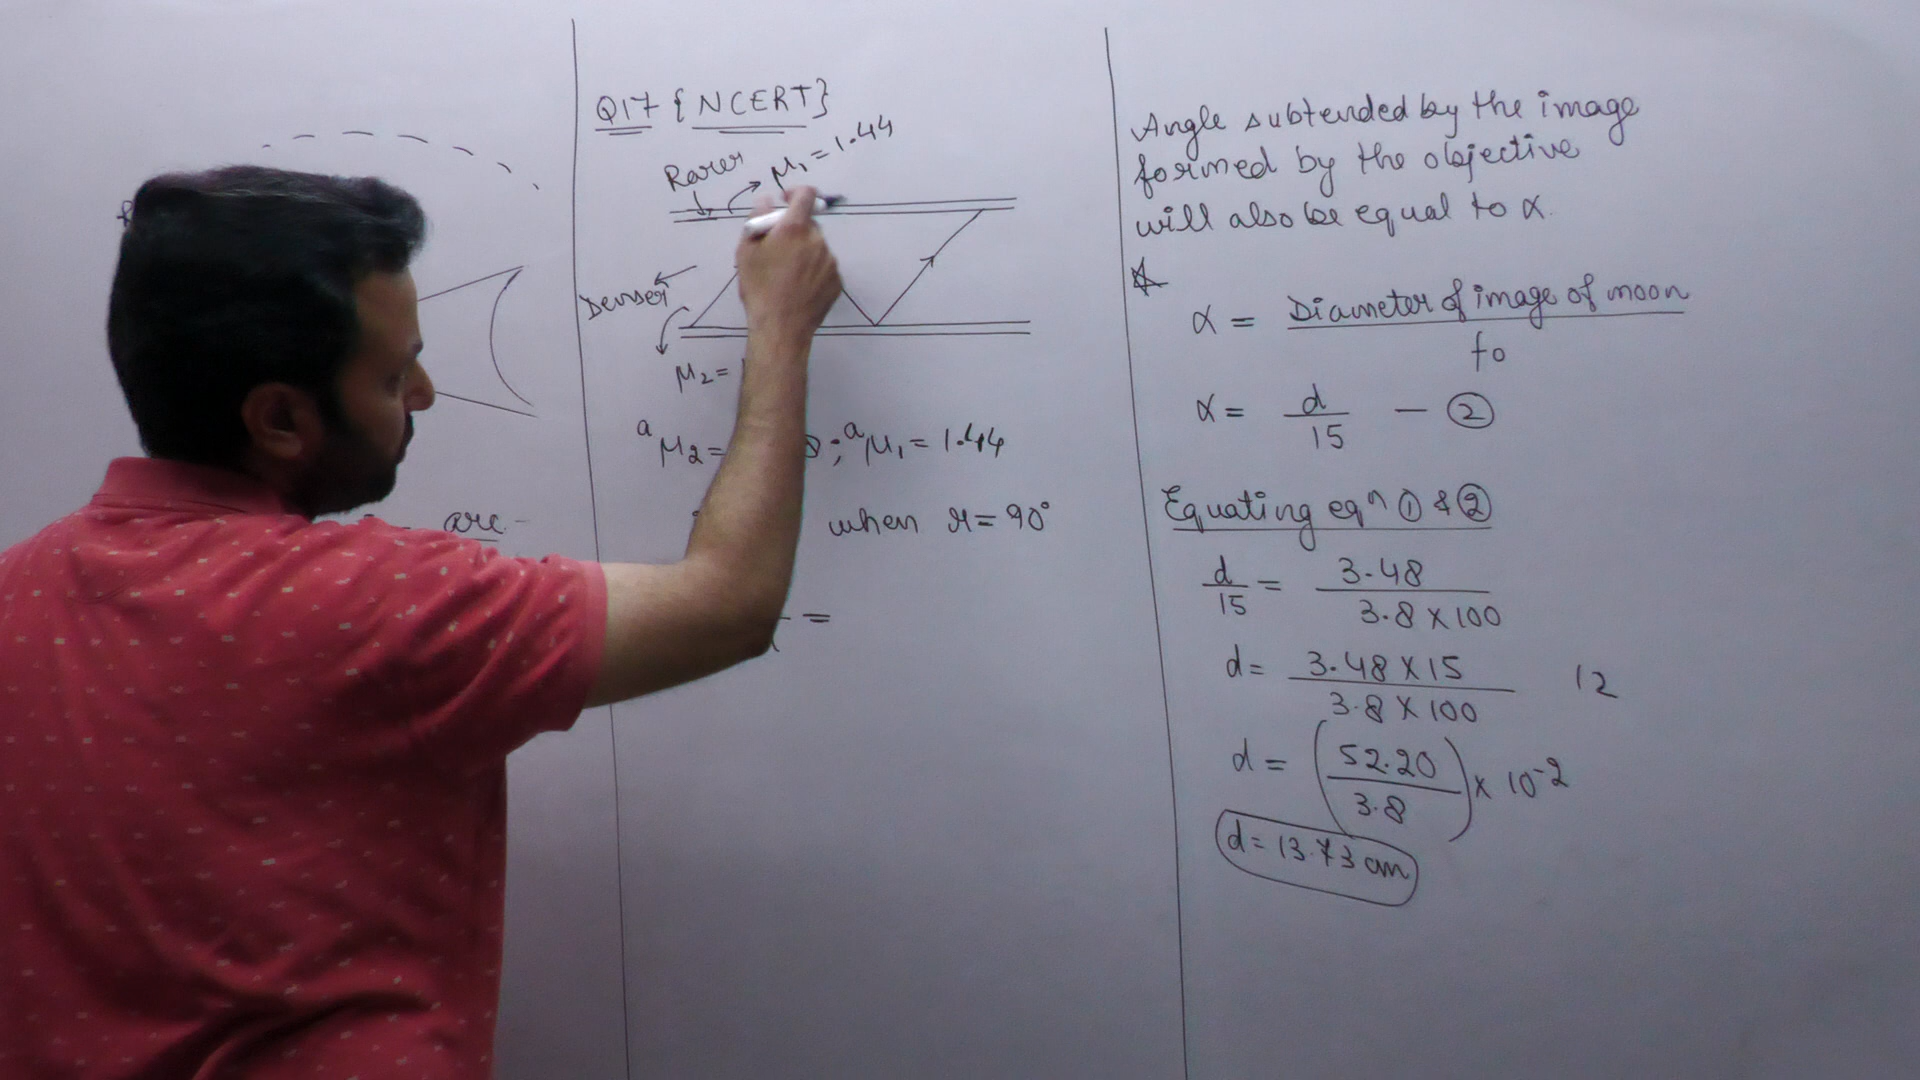 arc
Q17 {NCERT}
Rarer μ₁ = 1.44
Denser
μ₂ =
ᵃμ₂ = ; ᵃμ₁ = 1.44
when r = 90°
=
Angle subtended by the image
formed by the objective
will also be equal to α.
α = Diameter of image of moon
fo
α = d — ②
15
Equating eqⁿ ① & ②
d = 3.48
15 3.8 × 100
d = 3.48 × 15 12
3.8 × 100
d = (52.20) × 10⁻²
3.8
d = 13.73 cm